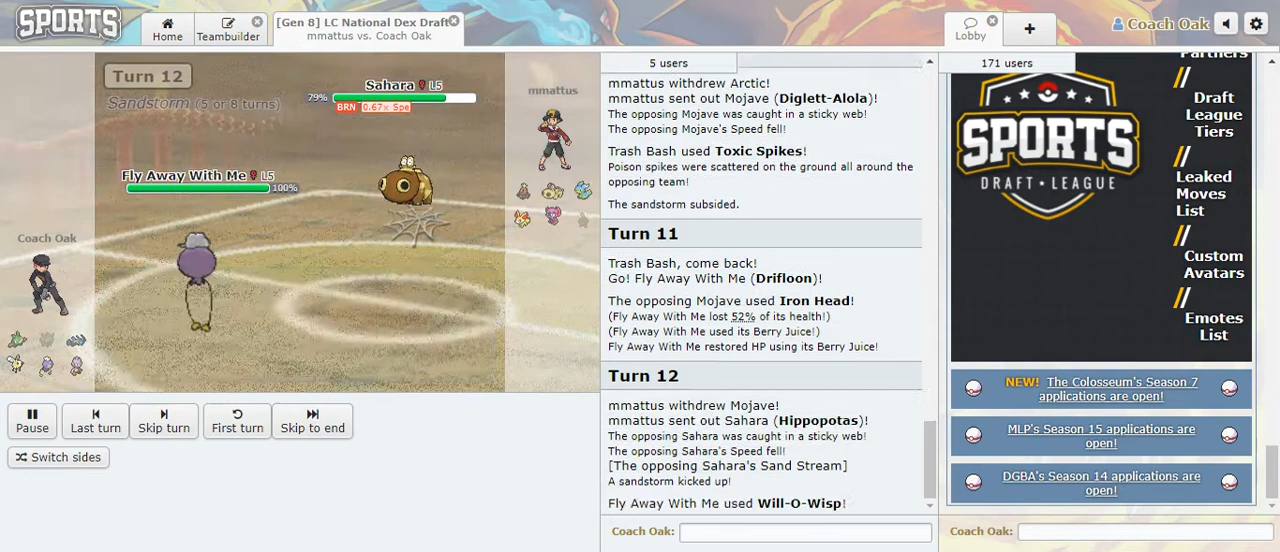 SPORTS
Home
Teambuilder
[Gen 8] LC National Dex Draft
mmattus vs. Coach Oak
Lobby
+
Coach Oak
Turn 12
Sandstorm (5 or 8 turns)
Sahara L5
79%
BRN 0.67x Spe
Fly Away With Me L5
100%
mmattus
Coach Oak
Pause
Last turn
Skip turn
First turn
Skip to end
Switch sides
5 users
mmattus withdrew Arctic!
mmattus sent out Mojave (Diglett-Alola)!
The opposing Mojave was caught in a sticky web!
The opposing Mojave's Speed fell!
Trash Bash used Toxic Spikes!
Poison spikes were scattered on the ground all around the
opposing team!
The sandstorm subsided.
Turn 11
Trash Bash, come back!
Go! Fly Away With Me (Drifloon)!
The opposing Mojave used Iron Head!
(Fly Away With Me lost 52% of its health!)
(Fly Away With Me used its Berry Juice!)
Fly Away With Me restored HP using its Berry Juice!
Turn 12
mmattus withdrew Mojave!
mmattus sent out Sahara (Hippopotas)!
The opposing Sahara was caught in a sticky web!
The opposing Sahara's Speed fell!
[The opposing Sahara's Sand Stream]
A sandstorm kicked up!
Fly Away With Me used Will-O-Wisp!
Coach Oak:
171 users
SPORTS
DRAFT • LEAGUE
Partners
//
Draft
League
Tiers
//
Leaked
Moves
List
//
Custom
Avatars
//
Emotes
List
NEW! The Colosseum's Season 7
applications are open!
MLP's Season 15 applications are
open!
DGBA's Season 14 applications are
open!
Coach Oak: